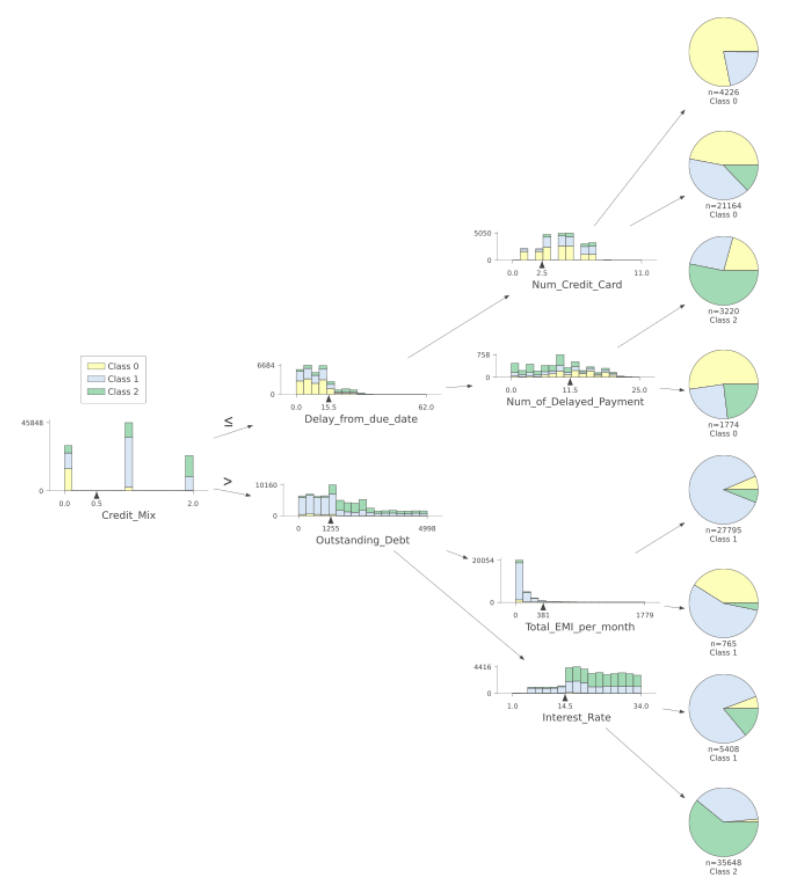 n=4226
Class 0
n=21164
Class 0
5050
0
0.0 2.5 11.0
Num_Credit_Card
n=3220
Class 2
758
0
0.0 11.5 25.0
Num_of_Delayed_Payment
n=1774
Class 0
Class 0
Class 1
Class 2
6684
0
0.0 15.5 62.0
Delay_from_due_date
≤
>
45848
0
0.0 0.5 2.0
Credit_Mix
10160
0
0 1255 4998
Outstanding_Debt
n=27795
Class 1
20054
0
0 381 1779
Total_EMI_per_month
n=765
Class 1
4416
0
1.0 14.5 34.0
Interest_Rate
n=5408
Class 1
n=35648
Class 2